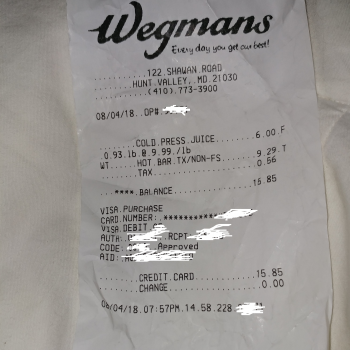 Wegmans
Every day you get our best!
122 SHAWAN ROAD
HUNT VALLEY, MD 21030
(410) 773-3900
08/04/18..OP#
COLD PRESS JUICE 6.00 F
0.93 lb @ 9.99 /lb
WT HOT BAR TX/NON-FS 9.29 T
TAX 0.56
**** BALANCE 15.85
VISA PURCHASE
CARD NUMBER: ************
VISA DEBIT
AUTH: RCPT
CODE: Approved
AID:
CREDIT CARD 15.85
CHANGE 0.00
08/04/18 07:57PM 14 58 228